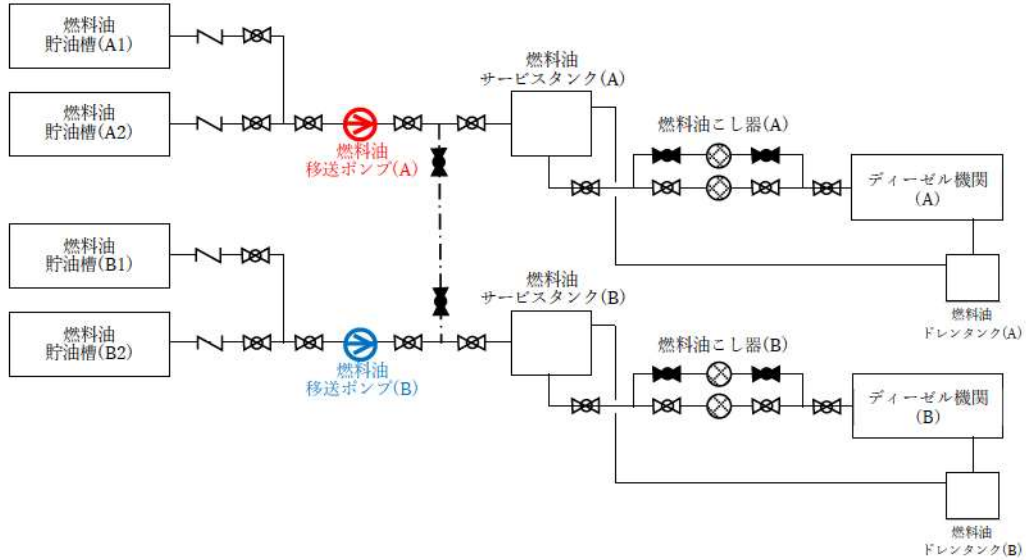 燃料油
貯油槽(A1)
燃料油
貯油槽(A2)
燃料油
移送ポンプ(A)
燃料油
サービスタンク(A)
燃料油こし器(A)
ディーゼル機関
(A)
燃料油
ドレンタンク(A)
燃料油
貯油槽(B1)
燃料油
貯油槽(B2)
燃料油
移送ポンプ(B)
燃料油
サービスタンク(B)
燃料油こし器(B)
ディーゼル機関
(B)
燃料油
ドレンタンク(B)